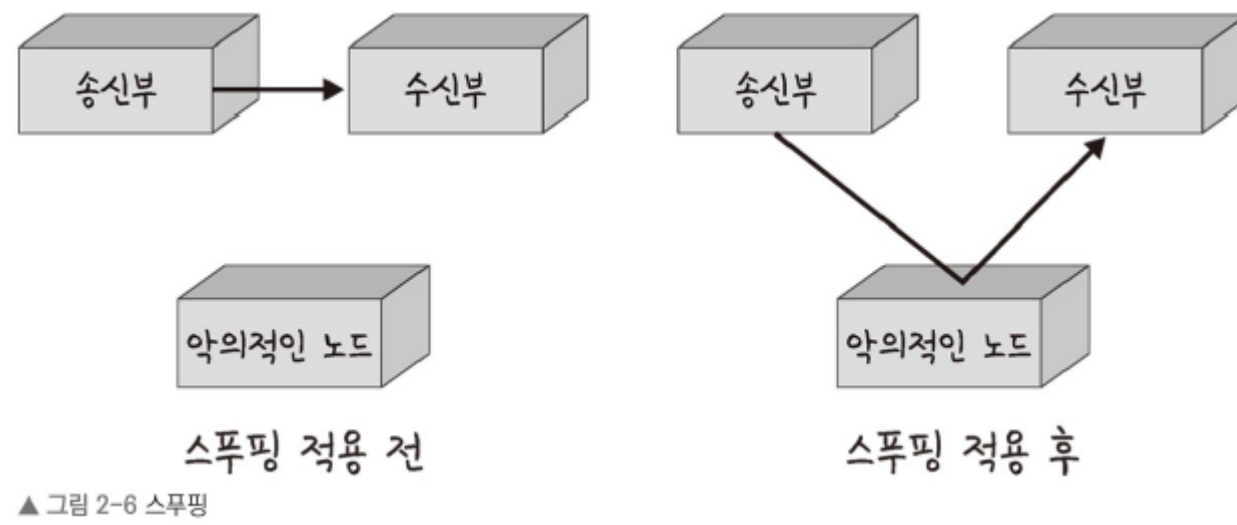 송신부 수신부 송신부 수신부
악의적인 노드 악의적인 노드
스푸핑 적용 전 스푸핑 적용 후
▲ 그림 2-6 스푸핑